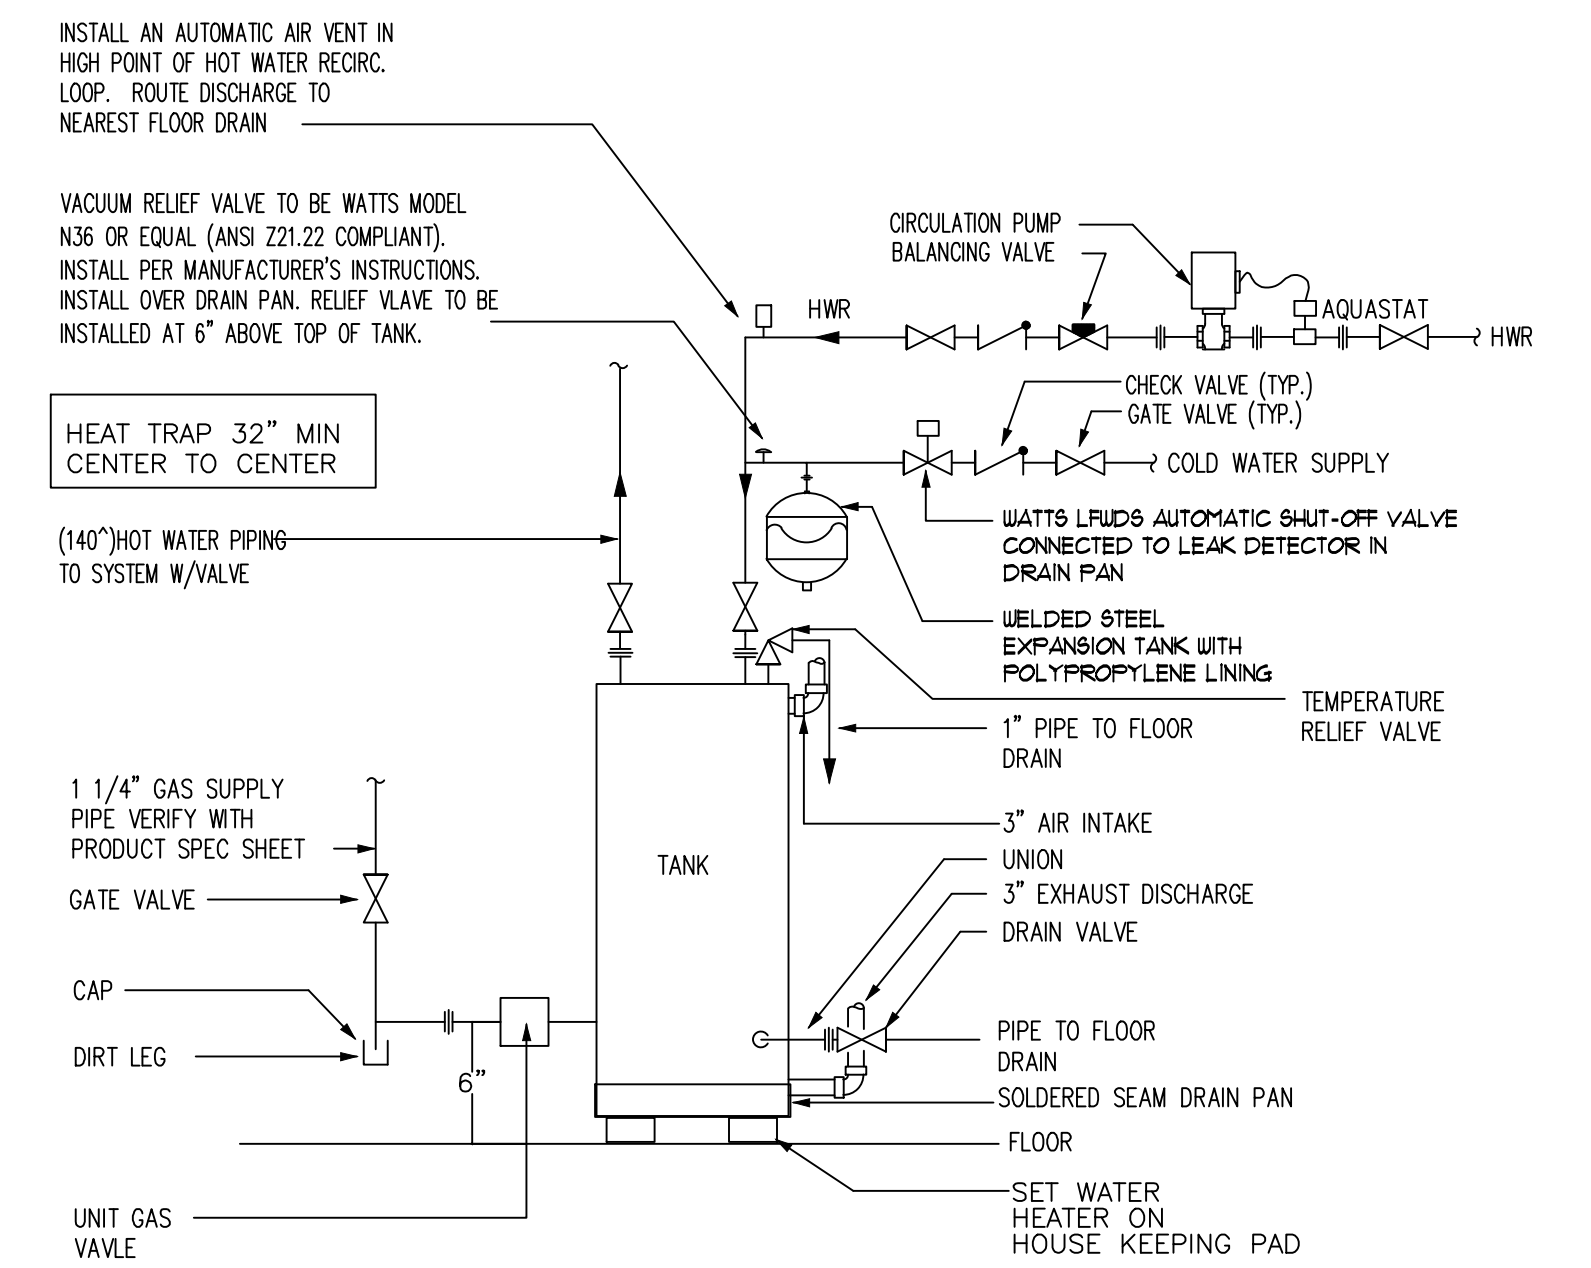 INSTALL AN AUTOMATIC AIR VENT IN
HIGH POINT OF HOT WATER RECIRC.
LOOP. ROUTE DISCHARGE TO
NEAREST FLOOR DRAIN
VACUUM RELIEF VALVE TO BE WATTS MODEL
N36 OR EQUAL (ANSI Z21.22 COMPLIANT).
INSTALL PER MANUFACTURER'S INSTRUCTIONS.
INSTALL OVER DRAIN PAN. RELIEF VLAVE TO BE
INSTALLED AT 6" ABOVE TOP OF TANK.
CIRCULATION PUMP
BALANCING VALVE
HWR
AQUASTAT
HWR
CHECK VALVE (TYP.)
GATE VALVE (TYP.)
COLD WATER SUPPLY
HEAT TRAP 32" MIN
CENTER TO CENTER
(140^)HOT WATER PIPING
TO SYSTEM W/VALVE
WATTS LFWDS AUTOMATIC SHUT-OFF VALVE
CONNECTED TO LEAK DETECTOR IN
DRAIN PAN
WELDED STEEL
EXPANSION TANK WITH
POLYPROPYLENE LINING
TEMPERATURE
RELIEF VALVE
1" PIPE TO FLOOR
DRAIN
1 1/4" GAS SUPPLY
PIPE VERIFY WITH
PRODUCT SPEC SHEET
GATE VALVE
TANK
3" AIR INTAKE
UNION
3" EXHAUST DISCHARGE
DRAIN VALVE
CAP
DIRT LEG
6"
PIPE TO FLOOR
DRAIN
SOLDERED SEAM DRAIN PAN
FLOOR
UNIT GAS
VAVLE
SET WATER
HEATER ON
HOUSE KEEPING PAD